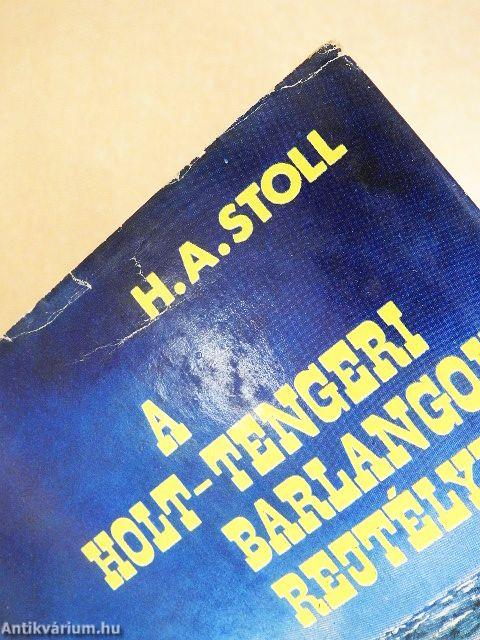 H.A.STOLL
A
HOLT-TENGERI
BARLANGO
REJTÉLY
Antikvárium.hu